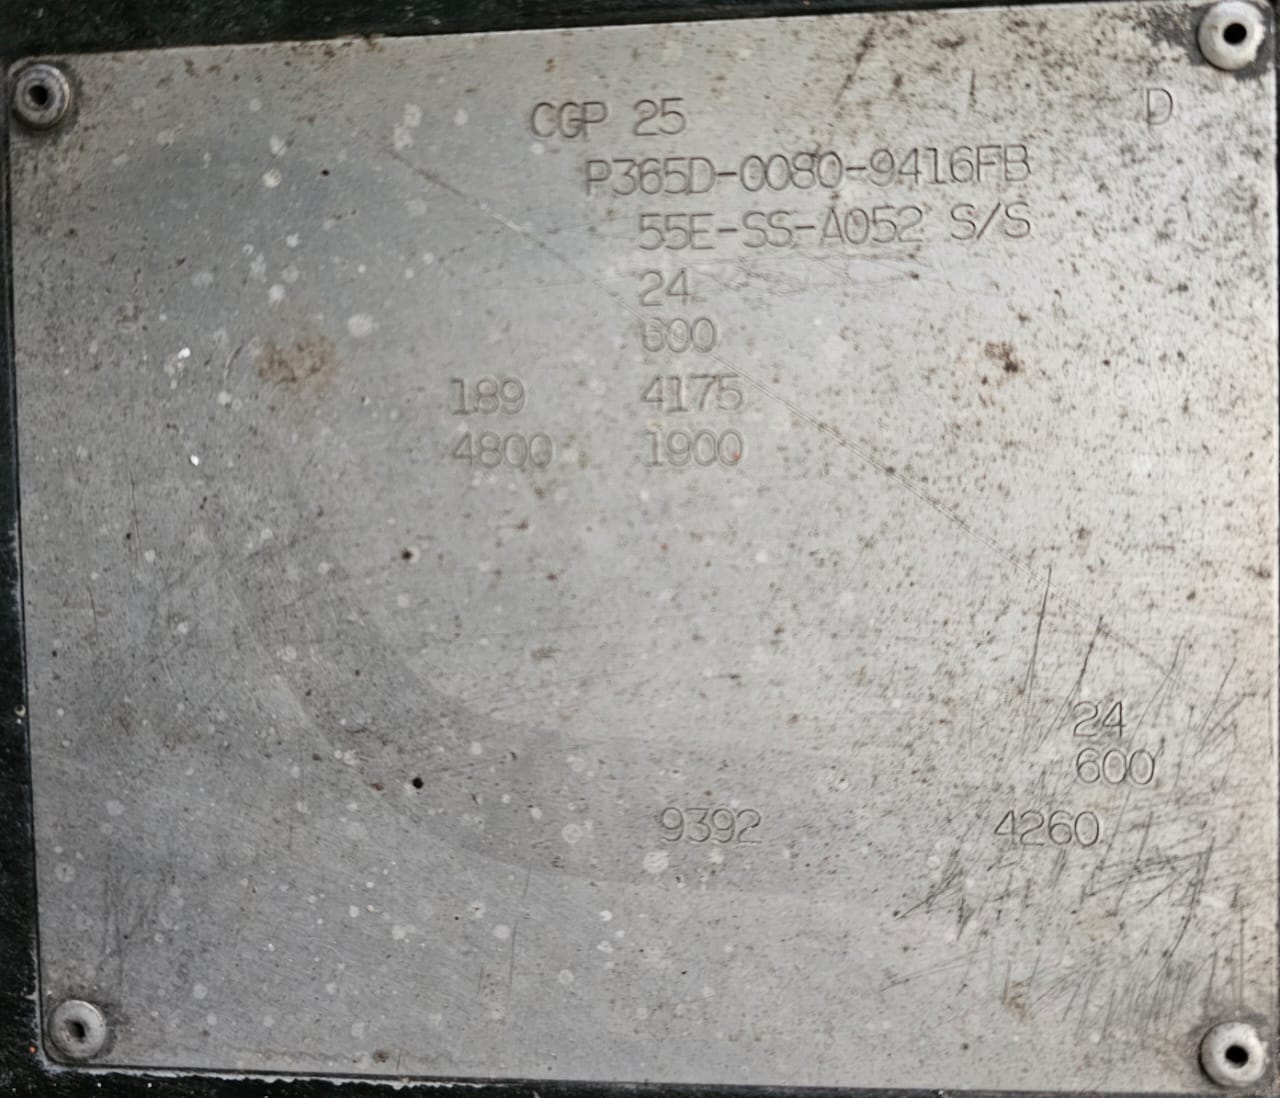 CGP 25 D
P365D-0080-9416FB
55E-SS-A052 S/S
24
600
189 4175
4800 1900
24
600
9392 4260